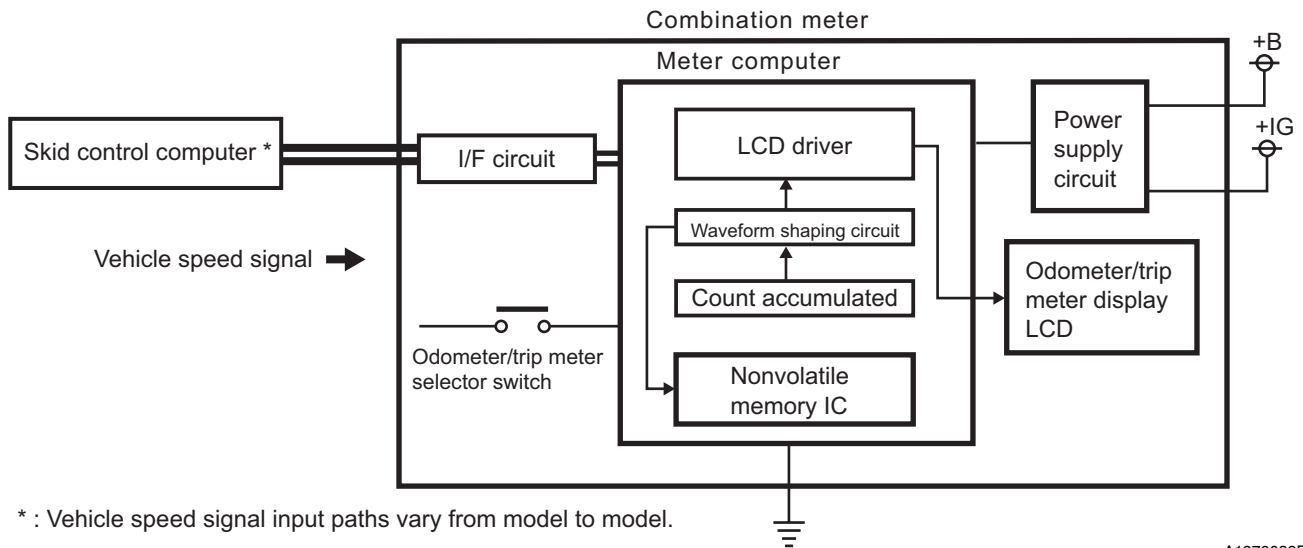 Combination meter
Meter computer
+B
+IG
Skid control computer *
I/F circuit
LCD driver
Power
supply
circuit
Waveform shaping circuit
Vehicle speed signal
Count accumulated
Odometer/trip
meter display
LCD
Odometer/trip meter
selector switch
Nonvolatile
memory IC
* : Vehicle speed signal input paths vary from model to model.